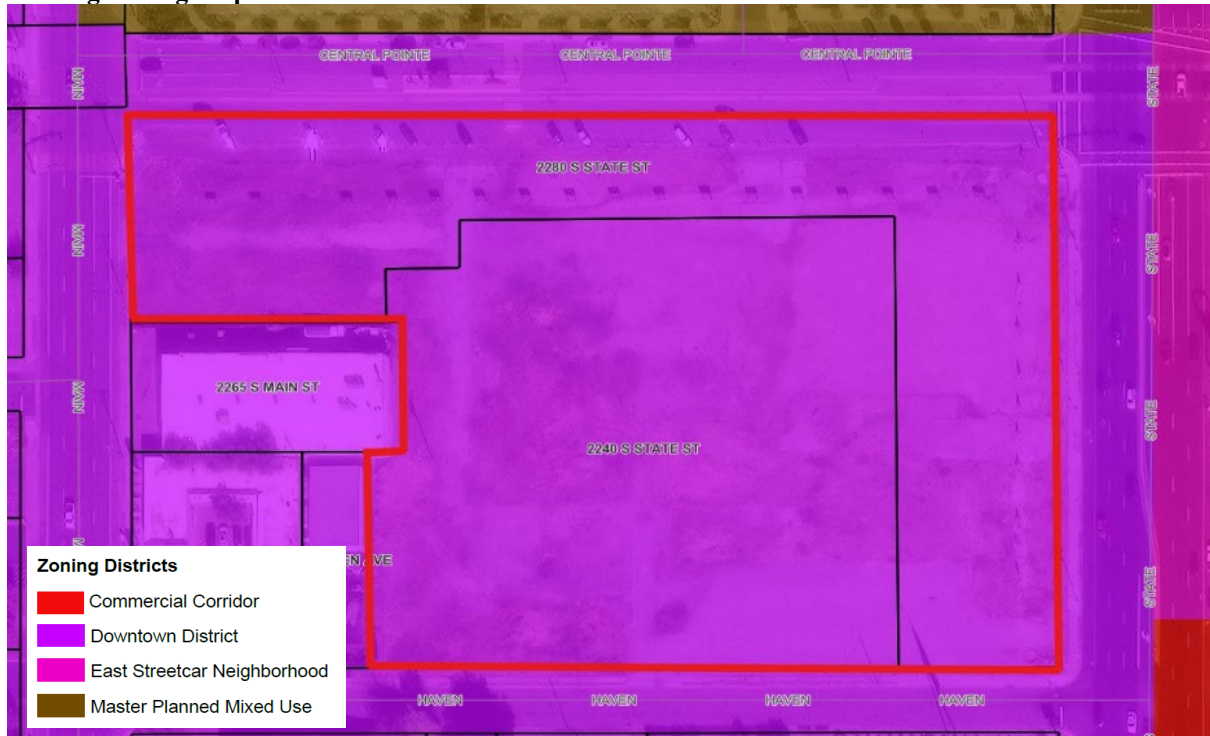 CENTRAL POINTE
CENTRAL POINTE
CENTRAL POINTE
MAIN
STATE
2280 S STATE ST
MAIN
STATE
MAIN
2265 S MAIN ST
STATE
2240 S STATE ST
EN AVE
STATE
HAVEN
HAVEN
HAVEN
HAVEN
Zoning Districts
Commercial Corridor
Downtown District
East Streetcar Neighborhood
Master Planned Mixed Use